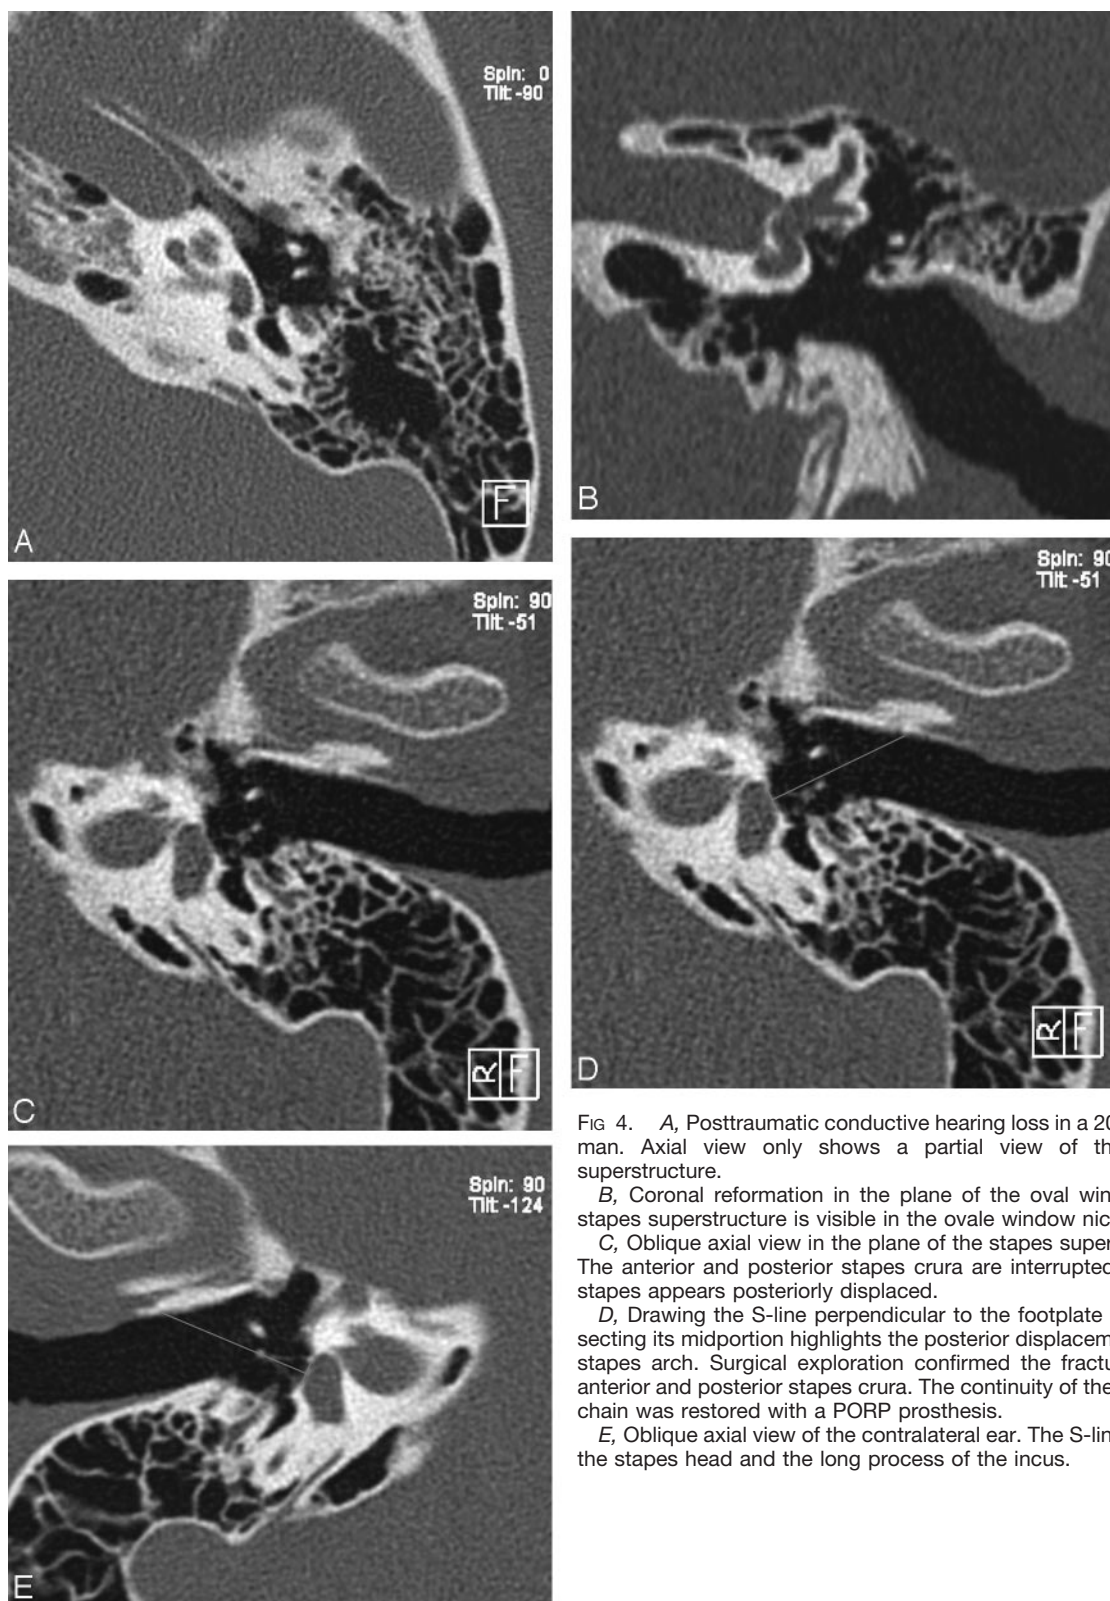 Spin: 0
Tilt: -90
F
A
B
Spin: 90
Tilt: -51
R F
C
Spin: 90
Tilt: -51
R F
D
Spin: 90
Tilt: -124
E
FIG 4. A, Posttraumatic conductive hearing loss in a 20
man. Axial view only shows a partial view of th
superstructure.
B, Coronal reformation in the plane of the oval win
stapes superstructure is visible in the ovale window nic
C, Oblique axial view in the plane of the stapes super
The anterior and posterior stapes crura are interrupted
stapes appears posteriorly displaced.
D, Drawing the S-line perpendicular to the footplate
secting its midportion highlights the posterior displacem
stapes arch. Surgical exploration confirmed the fractu
anterior and posterior stapes crura. The continuity of the
chain was restored with a PORP prosthesis.
E, Oblique axial view of the contralateral ear. The S-lin
the stapes head and the long process of the incus.